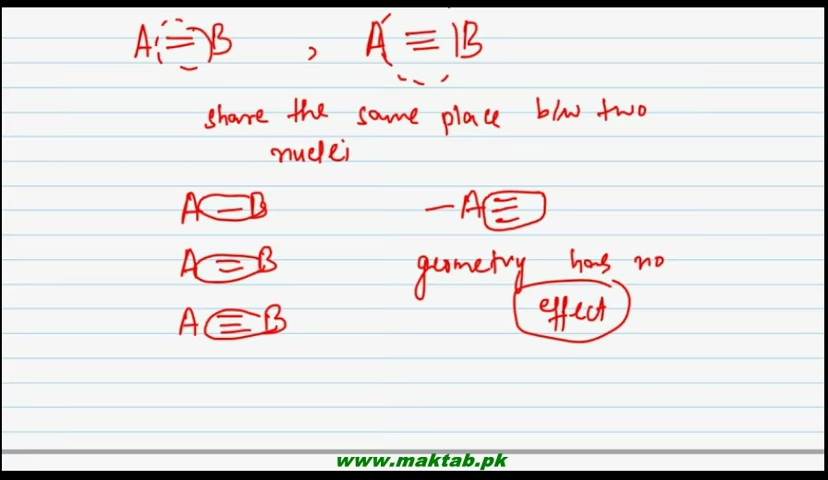 A = B , A ≡ B
share the same place b/w two
nuclei
A – B – A ≡
A = B geometry has no
A ≡ B effect
www.maktab.pk